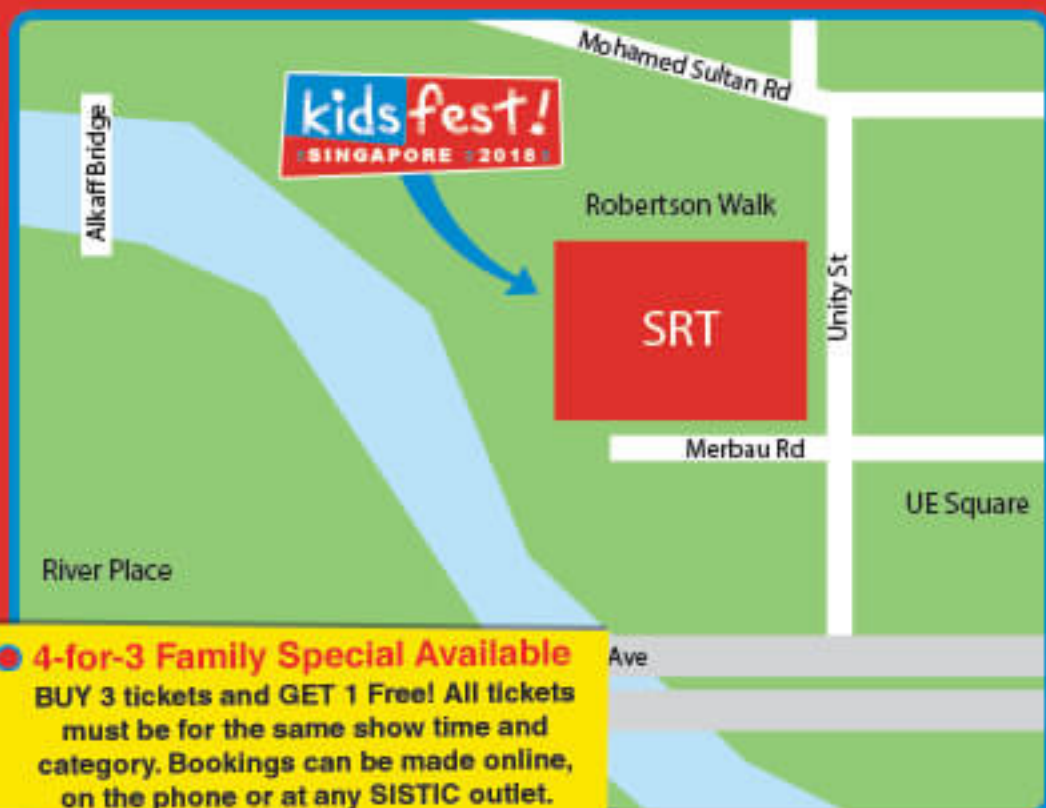 Mohamed Sultan Rd
kids fest!
SINGAPORE 2018
Alkaff Bridge
Robertson Walk
SRT
Unity St
Merbau Rd
UE Square
River Place
Ave
4-for-3 Family Special Available
BUY 3 tickets and GET 1 Free! All tickets
must be for the same show time and
category. Bookings can be made online,
on the phone or at any SISTIC outlet.